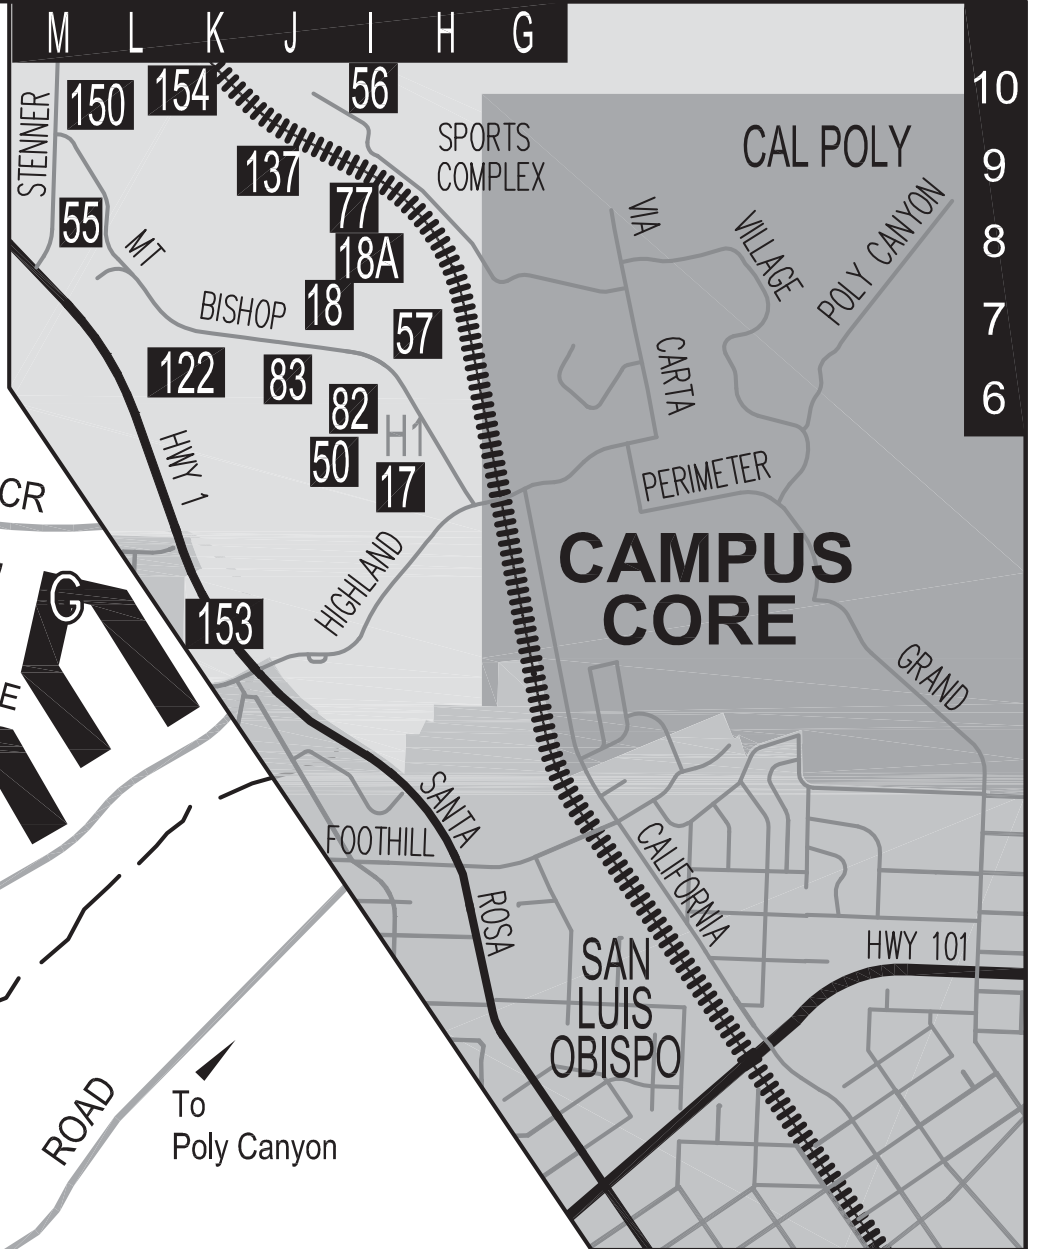 M L K J I H G
10
9
8
7
6
STENNER
150
154
56
SPORTS
COMPLEX
CAL POLY
137
77
55
MT
18A
VIA
VILLAGE
POLY CANYON
BISHOP
18
57
CARTA
122
83
82
H1
50
17
HWY 1
PERIMETER
CR
HIGHLAND
CAMPUS
CORE
G
153
E
GRAND
SANTA
FOOTHILL
CALIFORNIA
ROSA
HWY 101
SAN
LUIS
OBISPO
ROAD
To
Poly Canyon